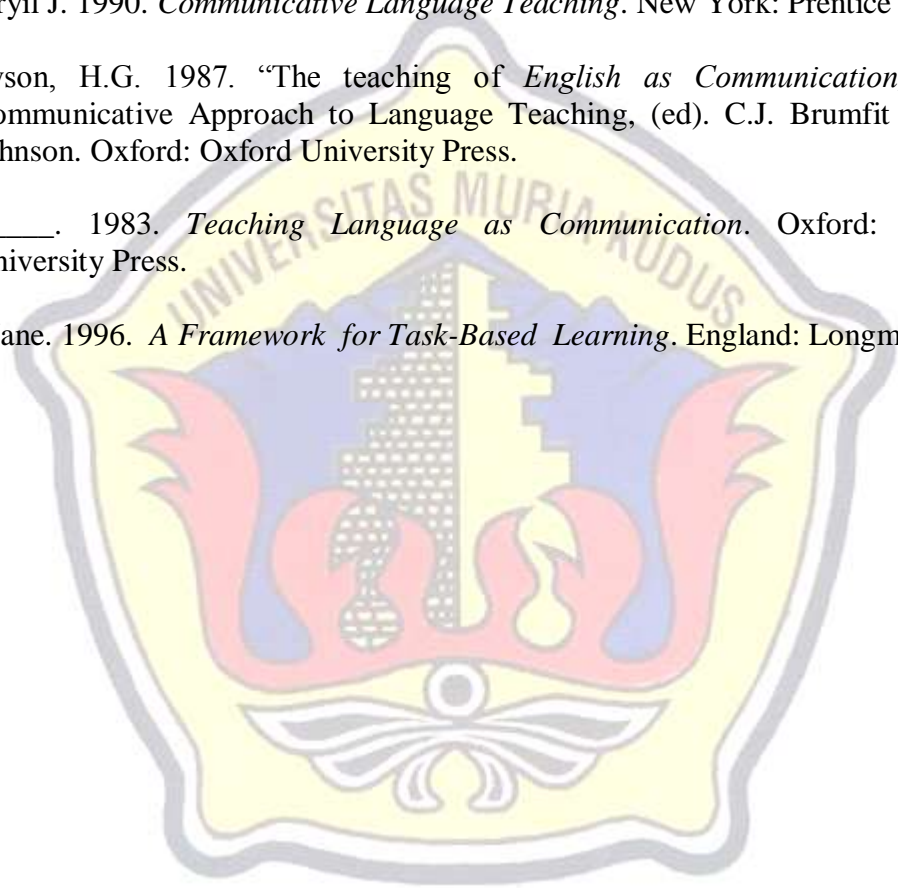 ryll J. 1990. Communicative Language Teaching. New York: Prentice
wson, H.G. 1987. “The teaching of English as Communication
ommunicative Approach to Language Teaching, (ed). C.J. Brumfit
hnson. Oxford: Oxford University Press.
____. 1983. Teaching Language as Communication. Oxford:
niversity Press.
ane. 1996. A Framework for Task-Based Learning. England: Longm
UNIVERSITAS MURIA KUDUS